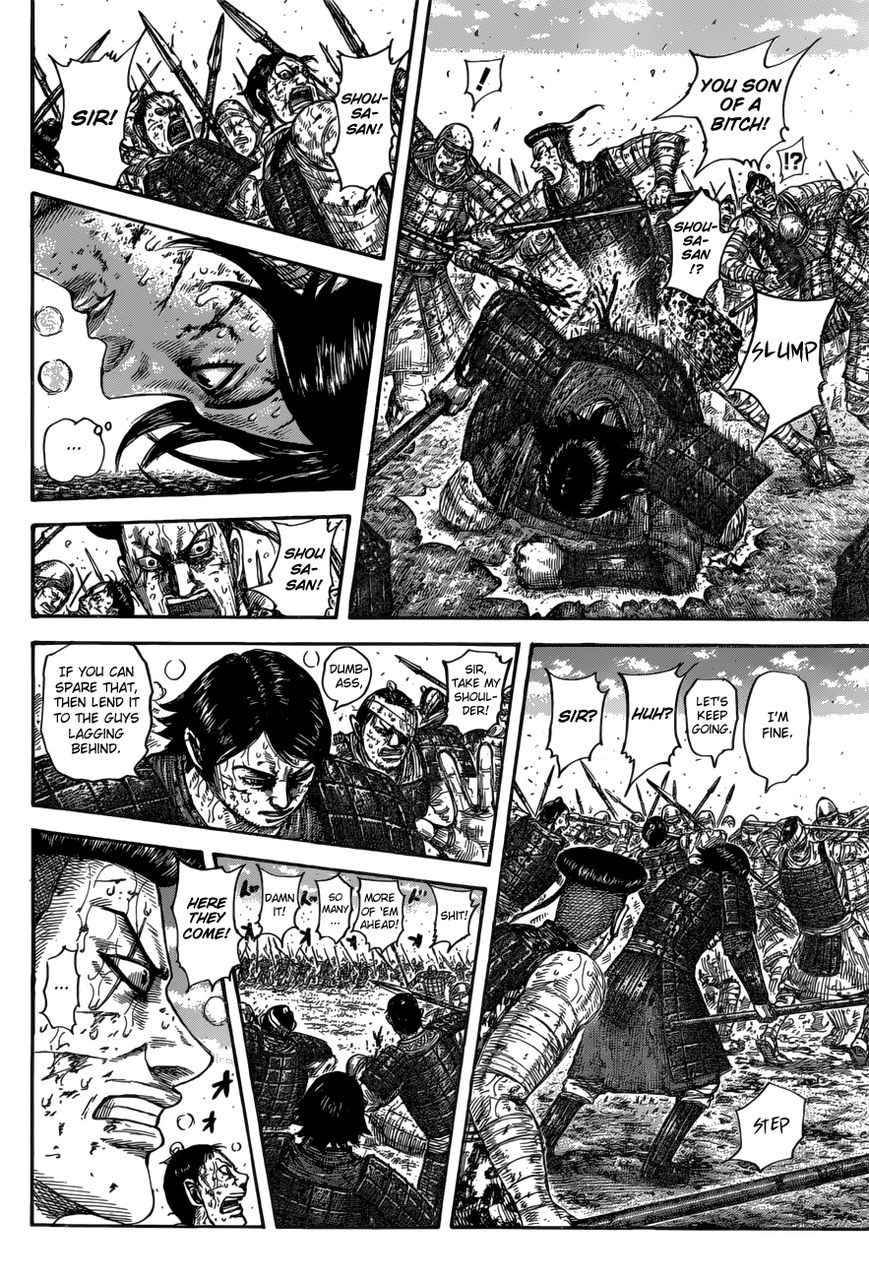 !
YOU SON
OF A
BITCH!
!?
SHOU-
SA-
SAN
!?
SLUMP
SHOU-
SA-
SAN!
SIR!
...
SHOU
SA-
SAN!
I'M
FINE.
LET'S
KEEP
GOING.
HUH?
SIR?
STEP
SIR,
TAKE MY
SHOUL-
DER!
DUMB-
ASS,
IF YOU CAN
SPARE THAT,
THEN LEND IT
TO THE GUYS
LAGGING
BEHIND.
SHIT!
MORE
OF 'EM
AHEAD!
SO
MANY
...
DAMN
IT!
HERE
THEY
COME!
...